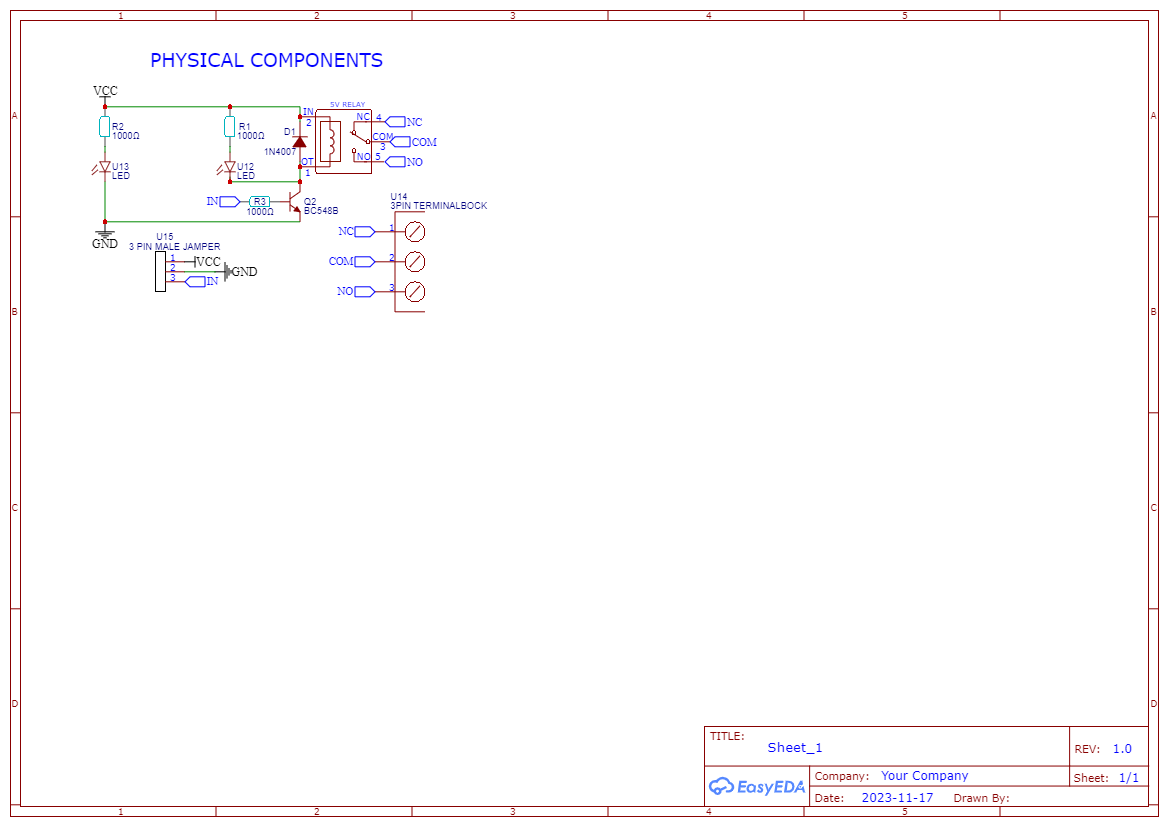 1 2 3 4 5
PHYSICAL COMPONENTS
VCC
5V RELAY
A A
R2
1000Ω
R1
1000Ω
D1
1N4007
IN
2
NC 4 NC
COM
3
COM
NO 5 NO
OT
1
U13
LED
U12
LED
IN R3
1000Ω
Q2
BC548B
GND
U14
3PIN TERMINALBOCK
NC 1
COM 2
NO 3
U15
3 PIN MALE JAMPER
1 VCC
2 GND
3 IN
B B
C C
D D
TITLE:
Sheet_1
REV: 1.0
EasyEDA
Company: Your Company
Sheet: 1/1
Date: 2023-11-17 Drawn By:
1 2 3 4 5